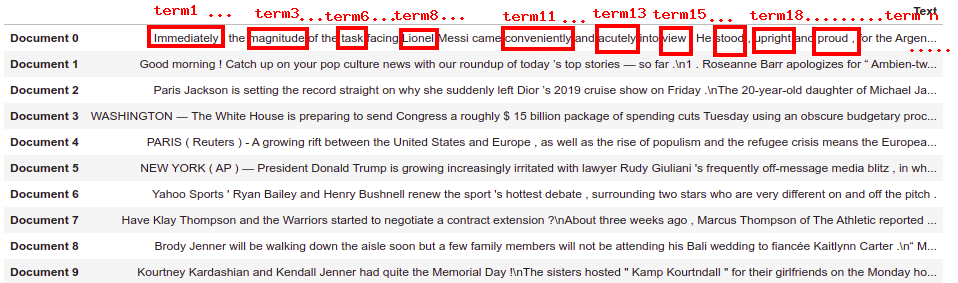 term1 ... term3...term6...term8... term11 ... term13 term15... term18........term n
Text
Document 0 Immediately , the magnitude of the task facing Lionel Messi came conveniently and acutely into view . He stood , upright and proud , for the Argen...
.....
Document 1 Good morning ! Catch up on your pop culture news with our roundup of today 's top stories — so far .\n1 . Roseanne Barr apologizes for “ Ambien-tw...
Document 2 Paris Jackson is setting the record straight on why she suddenly left Dior 's 2019 cruise show on Friday .\nThe 20-year-old daughter of Michael Ja...
Document 3 WASHINGTON — The White House is preparing to send Congress a roughly $ 15 billion package of spending cuts Tuesday using an obscure budgetary proc...
Document 4 PARIS ( Reuters ) - A growing rift between the United States and Europe , as well as the rise of populism and the refugee crisis means the Europea...
Document 5 NEW YORK ( AP ) — President Donald Trump is growing increasingly irritated with lawyer Rudy Giuliani 's frequently off-message media blitz , in wh...
Document 6 Yahoo Sports ' Ryan Bailey and Henry Bushnell renew the sport 's hottest debate , surrounding two stars who are very different on and off the pitch .
Document 7 Have Klay Thompson and the Warriors started to negotiate a contract extension ?\nAbout three weeks ago , Marcus Thompson of The Athletic reported ...
Document 8 Brody Jenner will be walking down the aisle soon but a few family members will not be attending his Bali wedding to fiancée Kaitlynn Carter .\n“ M...
Document 9 Kourtney Kardashian and Kendall Jenner had quite the Memorial Day !\nThe sisters hosted " Kamp Kourtndall " for their girlfriends on the Monday ho...